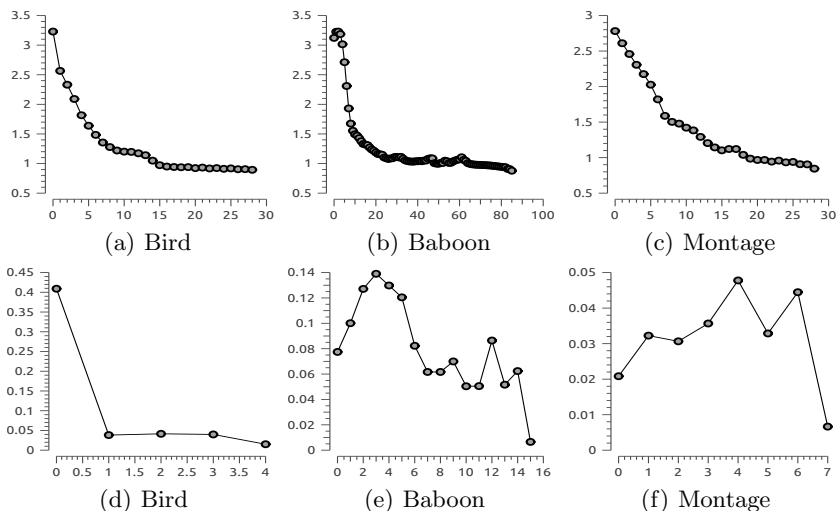 3.5 3 2.5 2 1.5 1 0.5
0 5 10 15 20 25 30
(a) Bird
3.5 3 2.5 2 1.5 1 0.5
0 20 40 60 80 100
(b) Baboon
3 2.5 2 1.5 1 0.5
0 5 10 15 20 25 30
(c) Montage
0.45 0.4 0.35 0.3 0.25 0.2 0.15 0.1 0.05 0
0 0.5 1 1.5 2 2.5 3 3.5 4
(d) Bird
0.14 0.12 0.1 0.08 0.06 0.04 0.02 0
0 2 4 6 8 10 12 14 16
(e) Baboon
0.05 0.04 0.03 0.02 0.01 0
0 1 2 3 4 5 6 7
(f) Montage